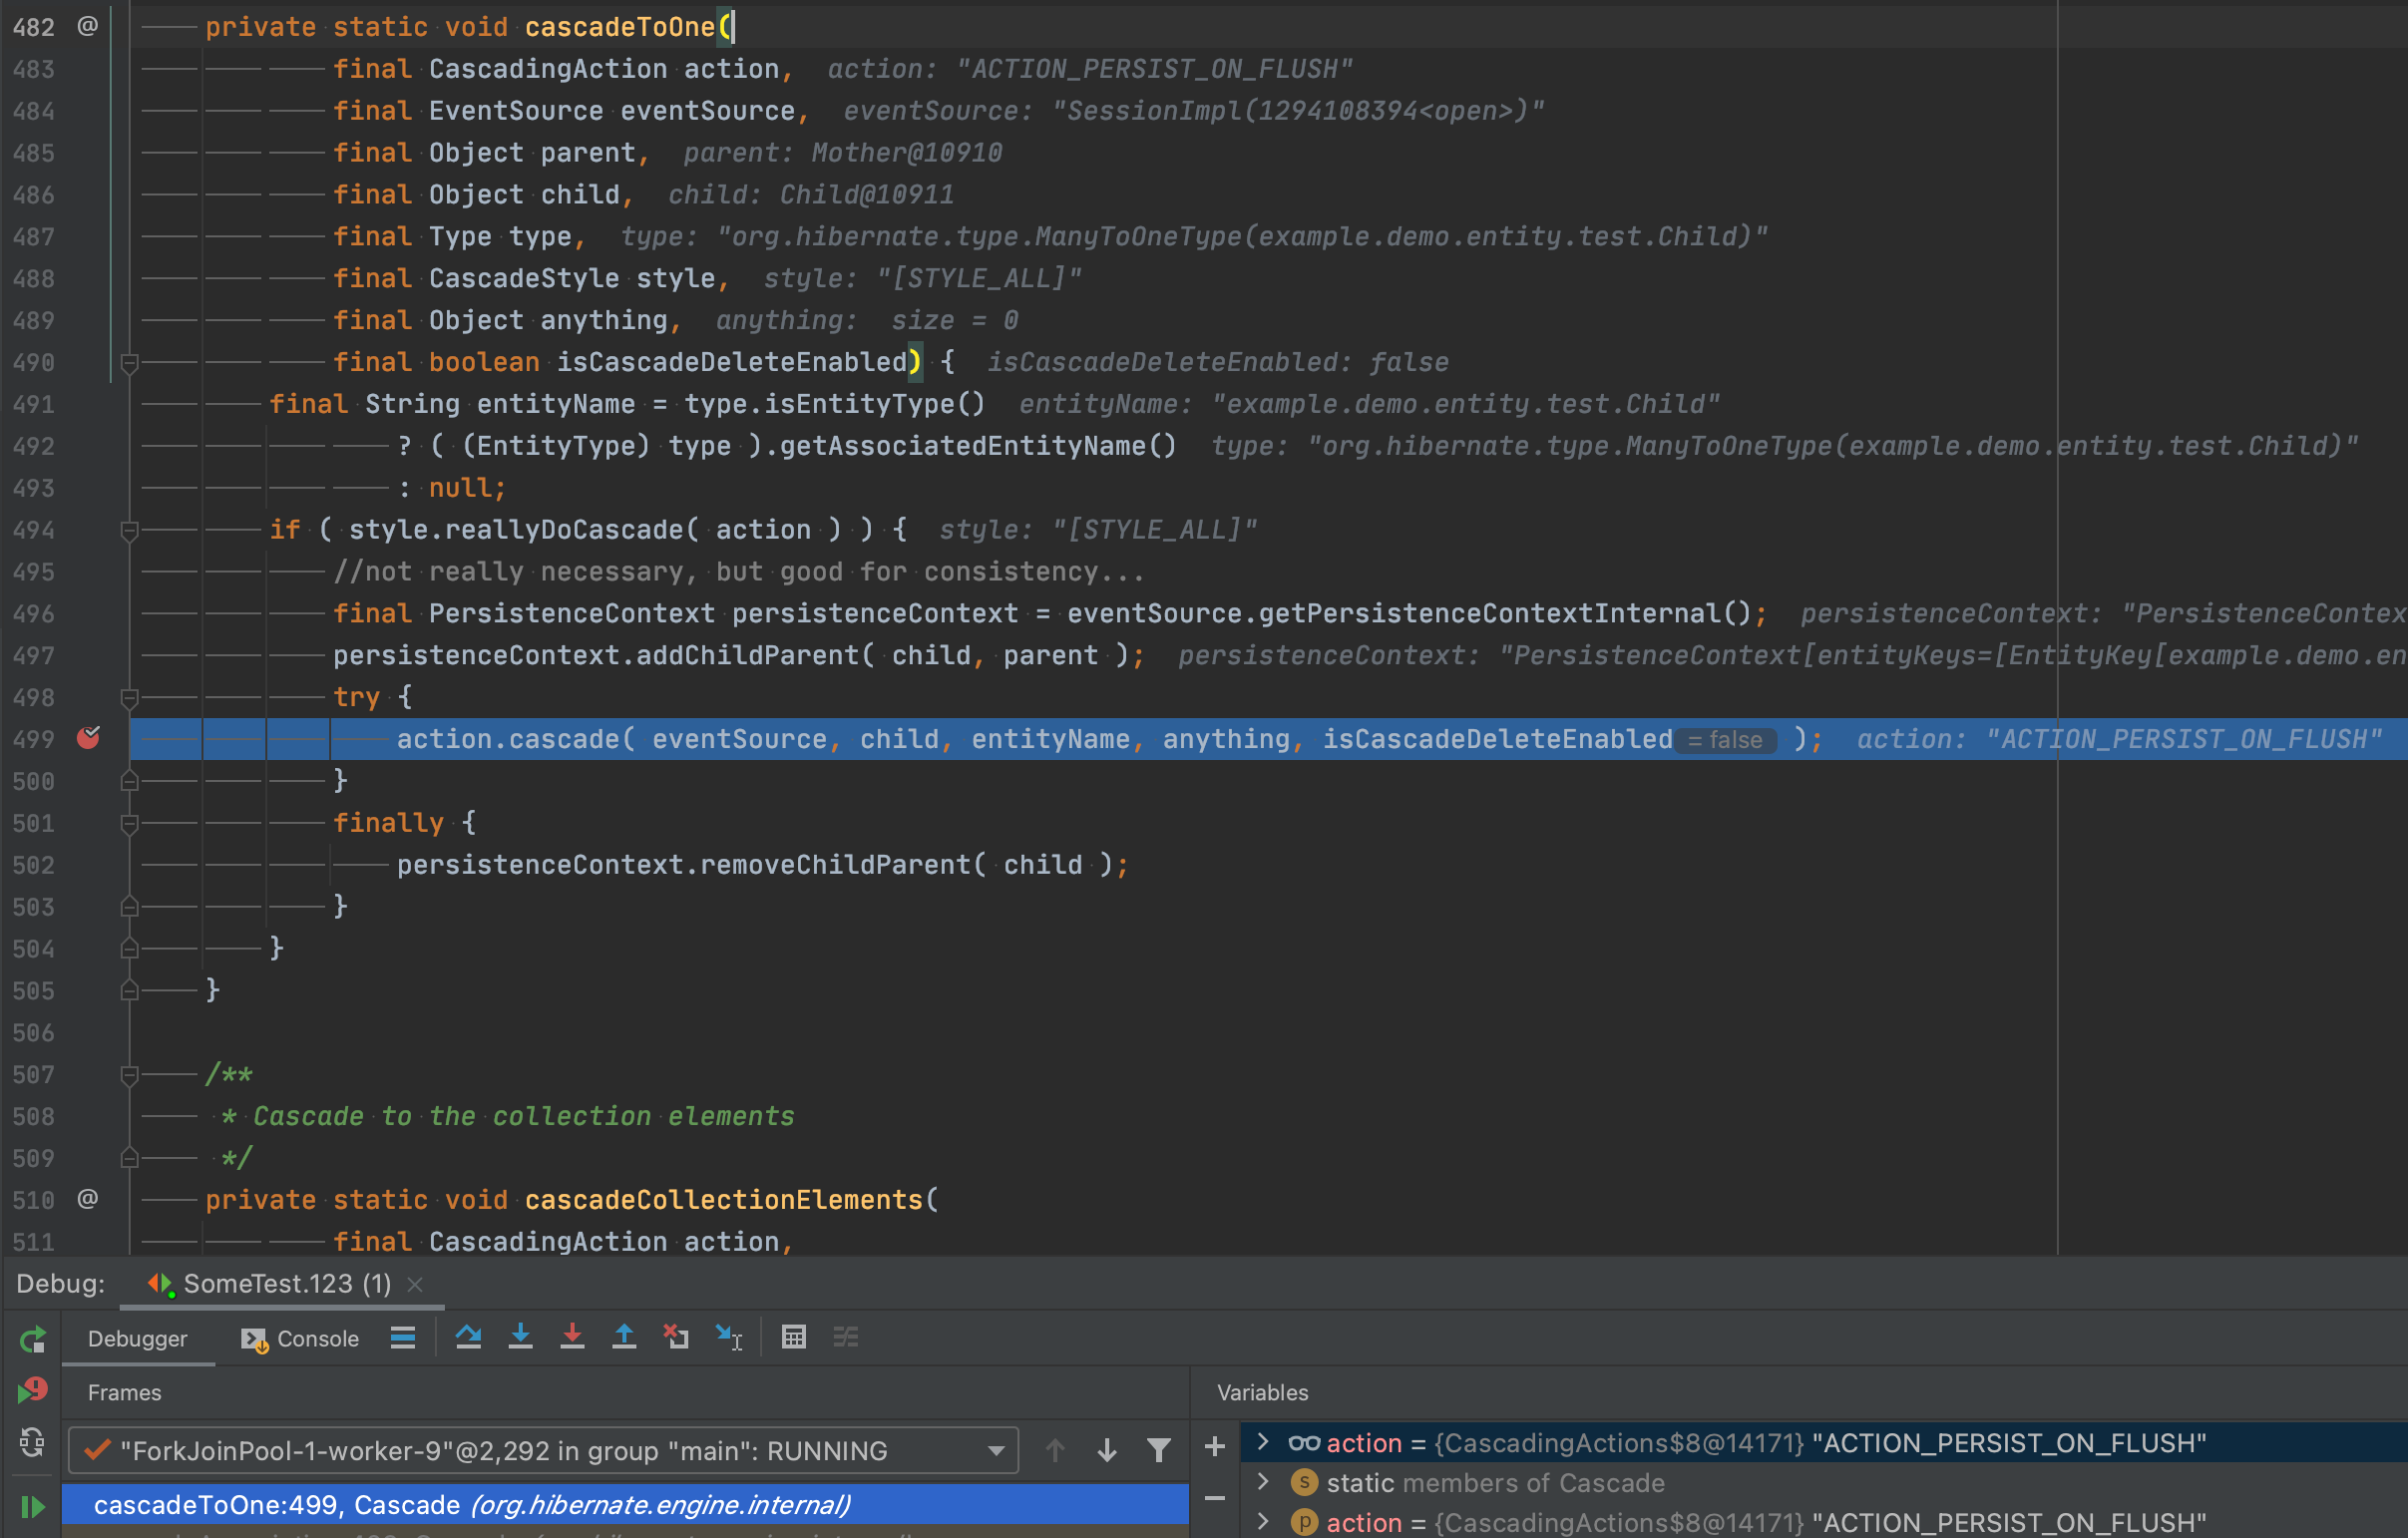 482 @ private static void cascadeToOne(
483 final CascadingAction action, action: "ACTION_PERSIST_ON_FLUSH"
484 final EventSource eventSource, eventSource: "SessionImpl(1294108394<open>)"
485 final Object parent, parent: Mother@10910
486 final Object child, child: Child@10911
487 final Type type, type: "org.hibernate.type.ManyToOneType(example.demo.entity.test.Child)"
488 final CascadeStyle style, style: "[STYLE_ALL]"
489 final Object anything, anything: size = 0
490 final boolean isCascadeDeleteEnabled) { isCascadeDeleteEnabled: false
491 final String entityName = type.isEntityType() entityName: "example.demo.entity.test.Child"
492 ? ( (EntityType) type ).getAssociatedEntityName() type: "org.hibernate.type.ManyToOneType(example.demo.entity.test.Child)"
493 : null;
494 if ( style.reallyDoCascade( action ) ) { style: "[STYLE_ALL]"
495 //not really necessary, but good for consistency...
496 final PersistenceContext persistenceContext = eventSource.getPersistenceContextInternal(); persistenceContext: "PersistenceContex
497 persistenceContext.addChildParent( child, parent ); persistenceContext: "PersistenceContext[entityKeys=[EntityKey[example.demo.en
498 try {
499 action.cascade( eventSource, child, entityName, anything, isCascadeDeleteEnabled = false ); action: "ACTION_PERSIST_ON_FLUSH"
500 }
501 finally {
502 persistenceContext.removeChildParent( child );
503 }
504 }
505 }
506
507 /**
508 * Cascade to the collection elements
509 */
510 @ private static void cascadeCollectionElements(
511 final CascadingAction action,
Debug: SomeTest.123 (1)
Debugger Console
Frames Variables
"ForkJoinPool-1-worker-9"@2,292 in group "main": RUNNING
action = {CascadingActions$8@14171} "ACTION_PERSIST_ON_FLUSH"
s static members of Cascade
cascadeToOne:499, Cascade (org.hibernate.engine.internal)
p action = {CascadingActions$8@14171} "ACTION_PERSIST_ON_FLUSH"